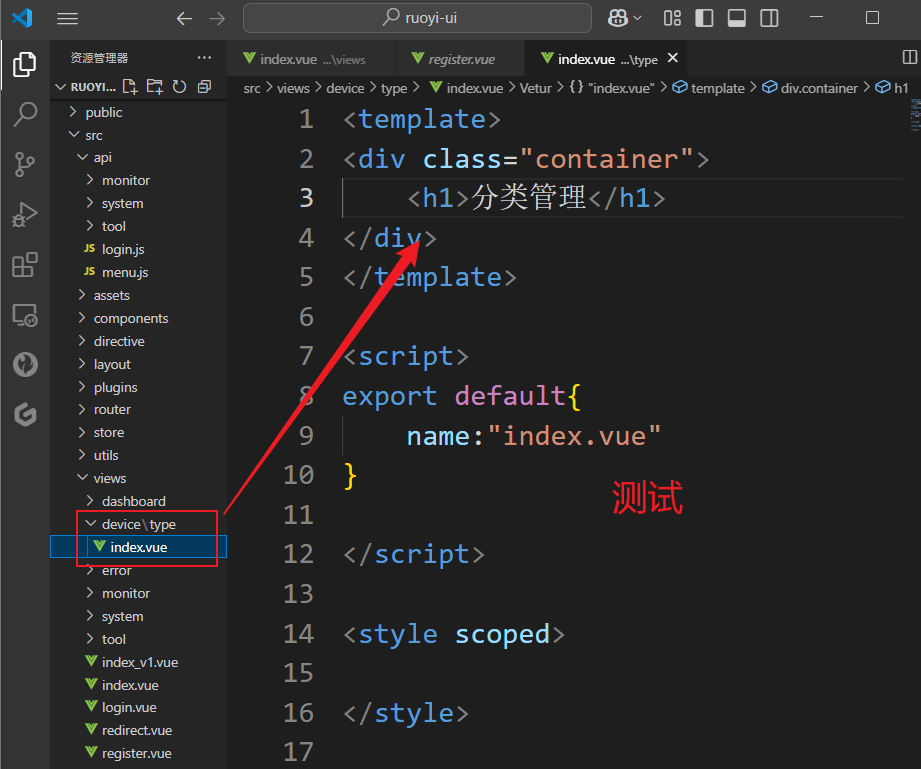 ruoyi-ui
资源管理器 ...
index.vue ...\views
register.vue
index.vue ...\type
RUOYI...
src > views > device > type > index.vue > Vetur > {} "index.vue" > template > div.container > h1
public
src
api
monitor
system
tool
JS login.js
JS menu.js
assets
components
directive
layout
plugins
router
store
utils
views
dashboard
device\type
index.vue
error
monitor
system
tool
index_v1.vue
index.vue
login.vue
redirect.vue
register.vue
1 <template>
2 <div class="container">
3 <h1>分类管理</h1>
4 </div>
5 </template>
6
7 <script>
8 export default{
9 name:"index.vue"
10 }
11
12 </script>
13
14 <style scoped>
15
16 </style>
17
测试